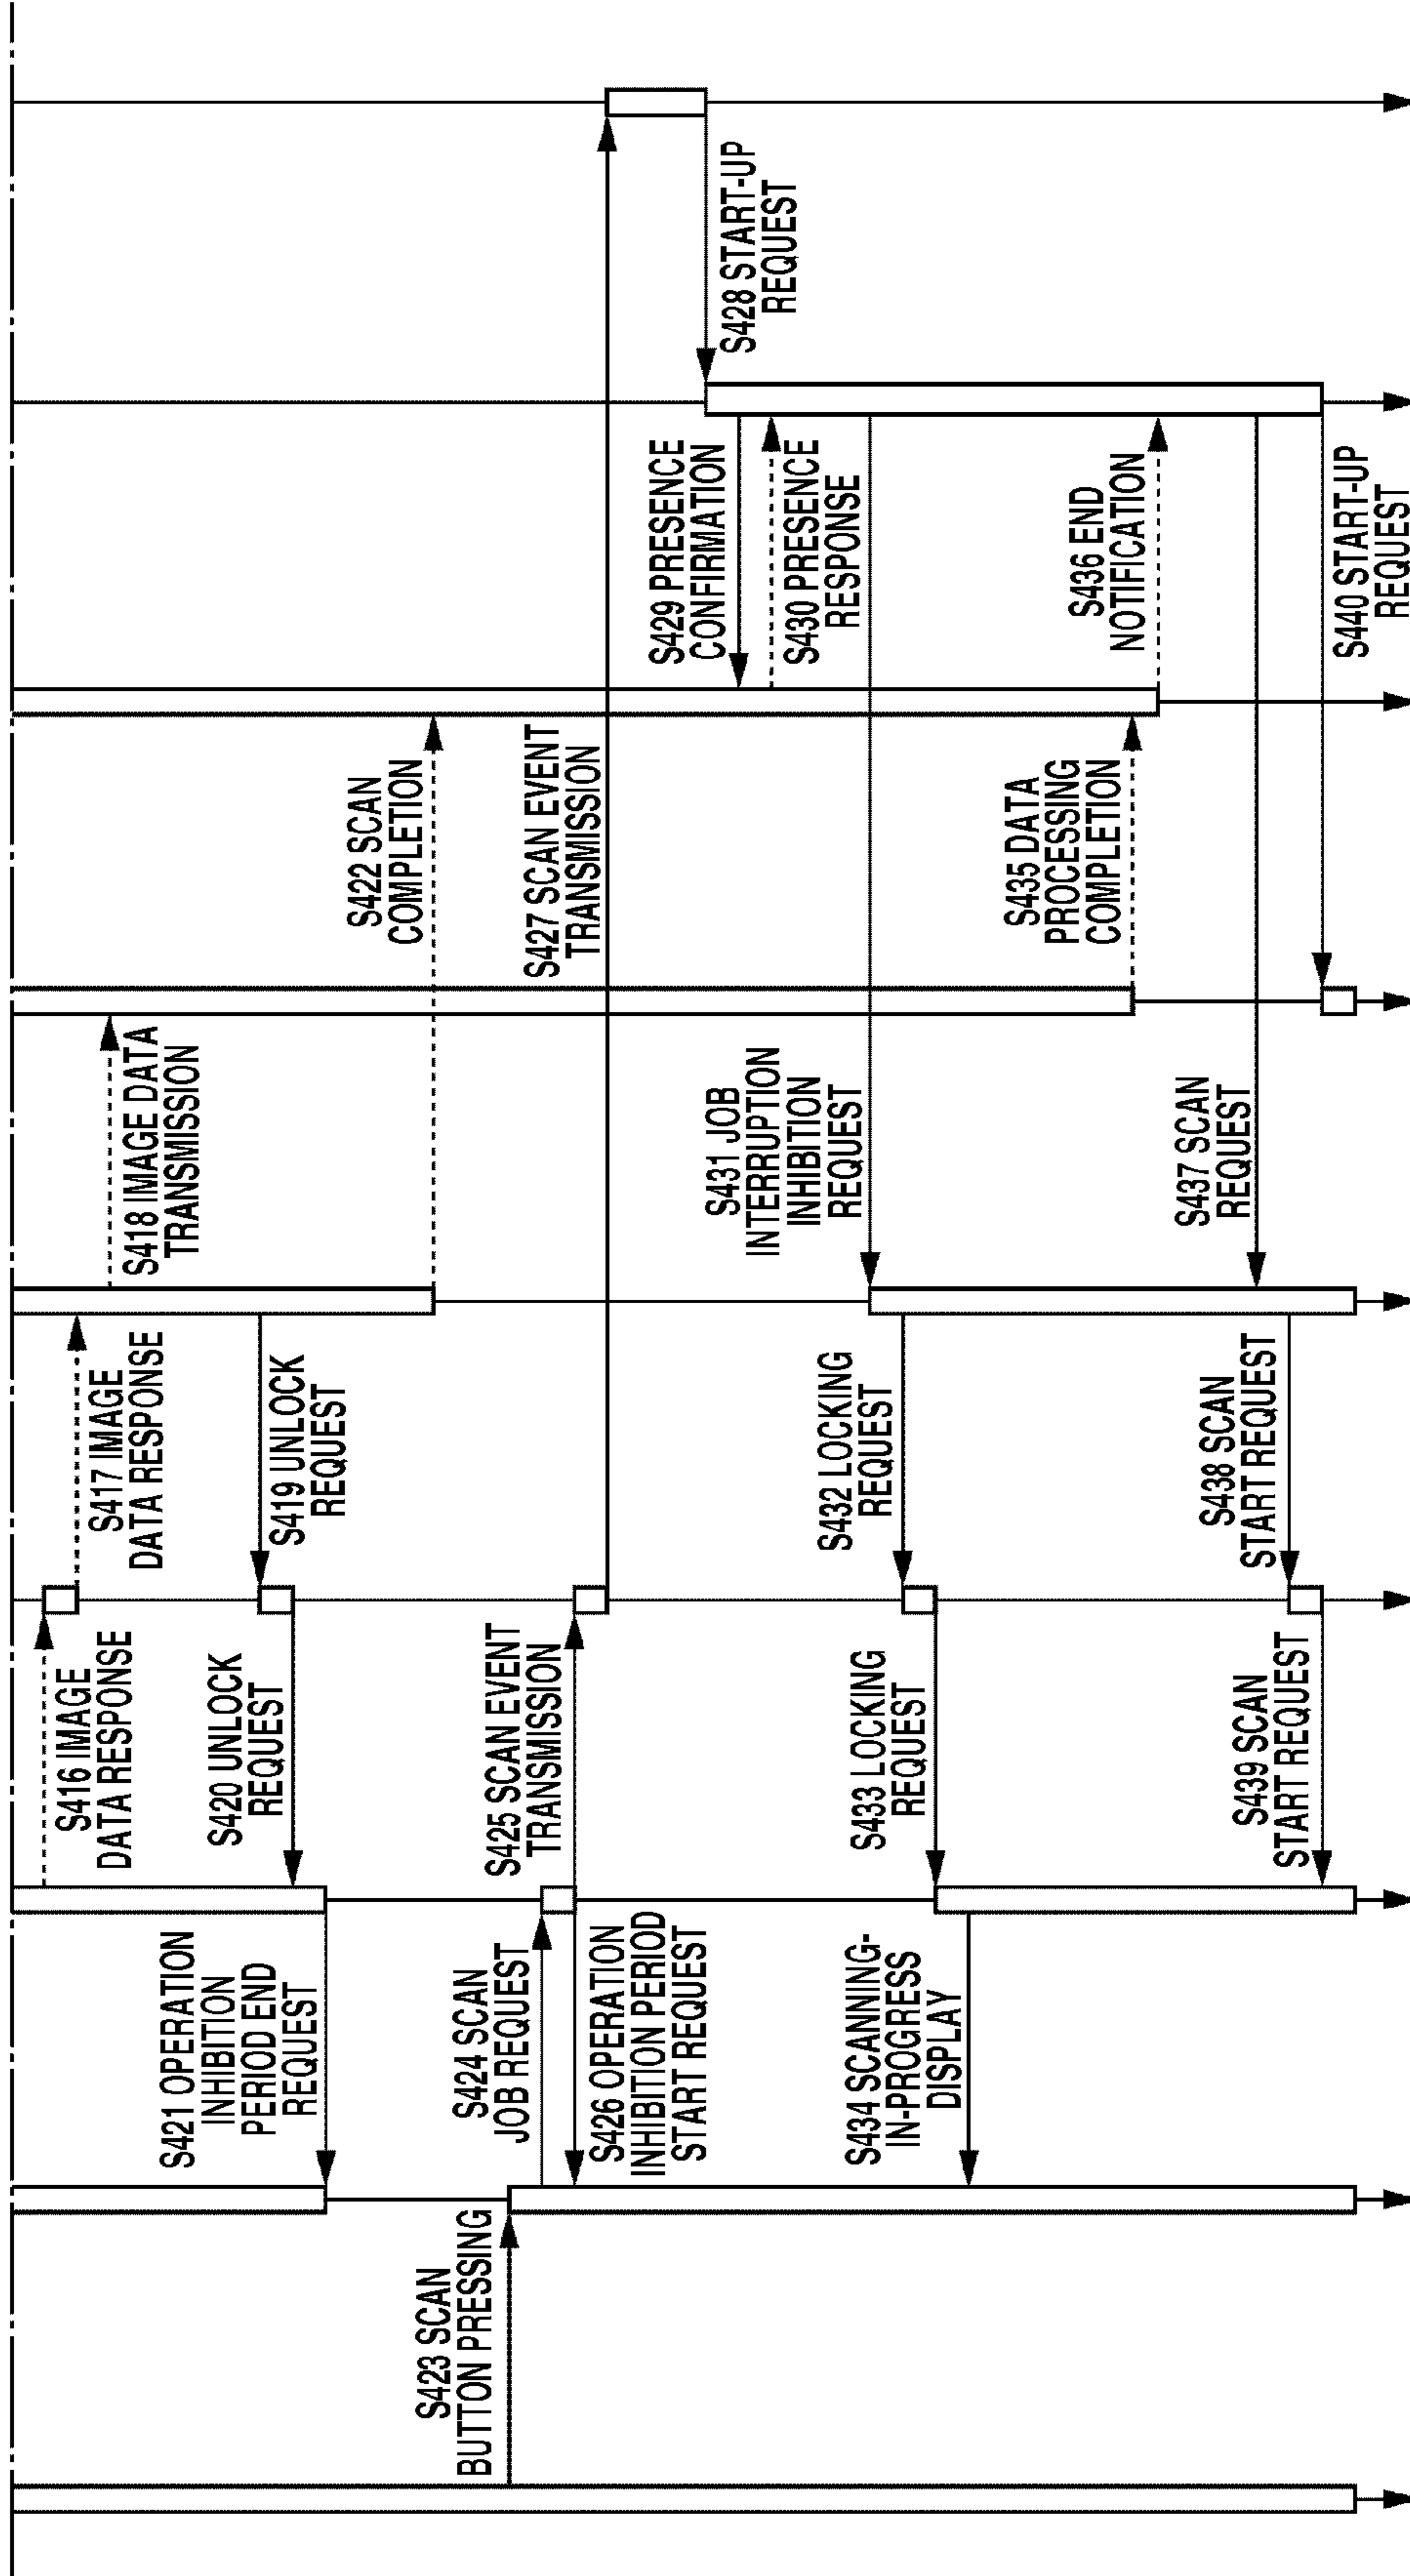 S416 IMAGE
DATA RESPONSE
S417 IMAGE
DATA RESPONSE
S418 IMAGE DATA
TRANSMISSION
S419 UNLOCK
REQUEST
S420 UNLOCK
REQUEST
S421 OPERATION
INHIBITION
PERIOD END
REQUEST
S422 SCAN
COMPLETION
S423 SCAN
BUTTON PRESSING
S424 SCAN
JOB REQUEST
S425 SCAN EVENT
TRANSMISSION
S426 OPERATION
INHIBITION PERIOD
START REQUEST
S427 SCAN EVENT
TRANSMISSION
S428 START-UP
REQUEST
S429 PRESENCE
CONFIRMATION
S430 PRESENCE
RESPONSE
S431 JOB
INTERRUPTION
INHIBITION
REQUEST
S432 LOCKING
REQUEST
S433 LOCKING
REQUEST
S434 SCANNING-
IN-PROGRESS
DISPLAY
S435 DATA
PROCESSING
COMPLETION
S436 END
NOTIFICATION
S437 SCAN
REQUEST
S438 SCAN
START REQUEST
S439 SCAN
START REQUEST
S440 START-UP
REQUEST